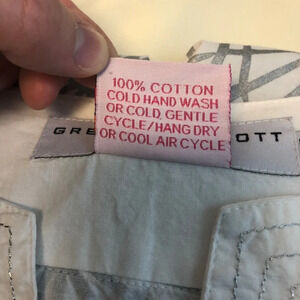 100% COTTON
COLD HAND WASH
OR COLD, GENTLE
CYCLE/HANG DRY
OR COOL AIR CYCLE